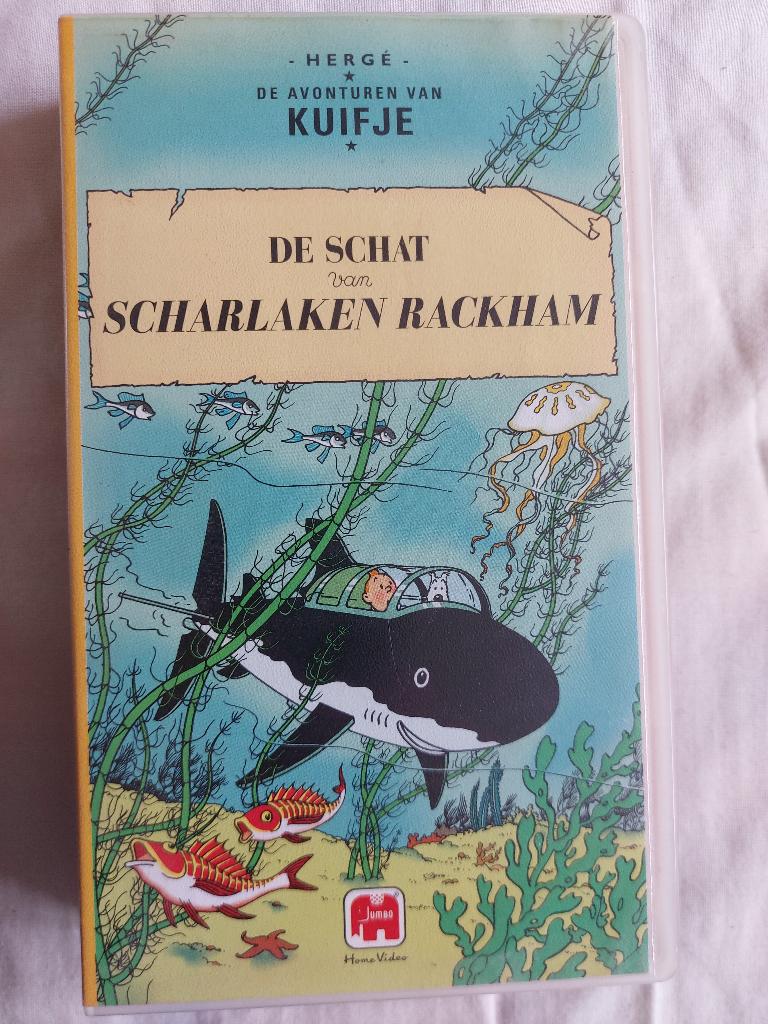 - HERGÉ -
DE AVONTUREN VAN
KUIFJE
DE SCHAT
van
SCHARLAKEN RACKHAM
Jumbo
Home Video